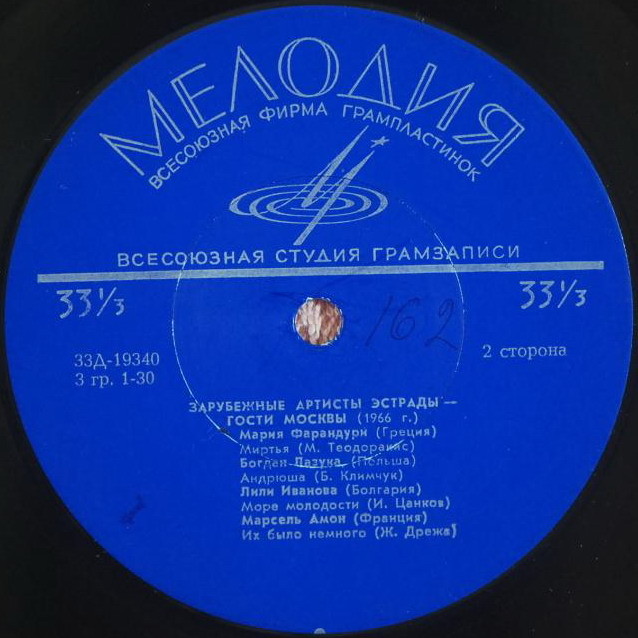 МЕЛОДИЯ
ВСЕСОЮЗНАЯ ФИРМА ГРАМПЛАСТИНОК
ВСЕСОЮЗНАЯ СТУДИЯ ГРАМЗАПИСИ
33⅓ 33⅓
162
33Д-19340
3 гр. 1-30
2 сторона
ЗАРУБЕЖНЫЕ АРТИСТЫ ЭСТРАДЫ —
ГОСТИ МОСКВЫ (1966 г.)
Мария Фарандури (Греция)
Миртья (М. Теодоракис)
Богдан Лазука (Польша)
Андрюша (Б. Климчук)
Лили Иванова (Болгария)
Море молодости (И. Цанков)
Марсель Амон (Франция)
Их было немного (Ж. Дрежа)